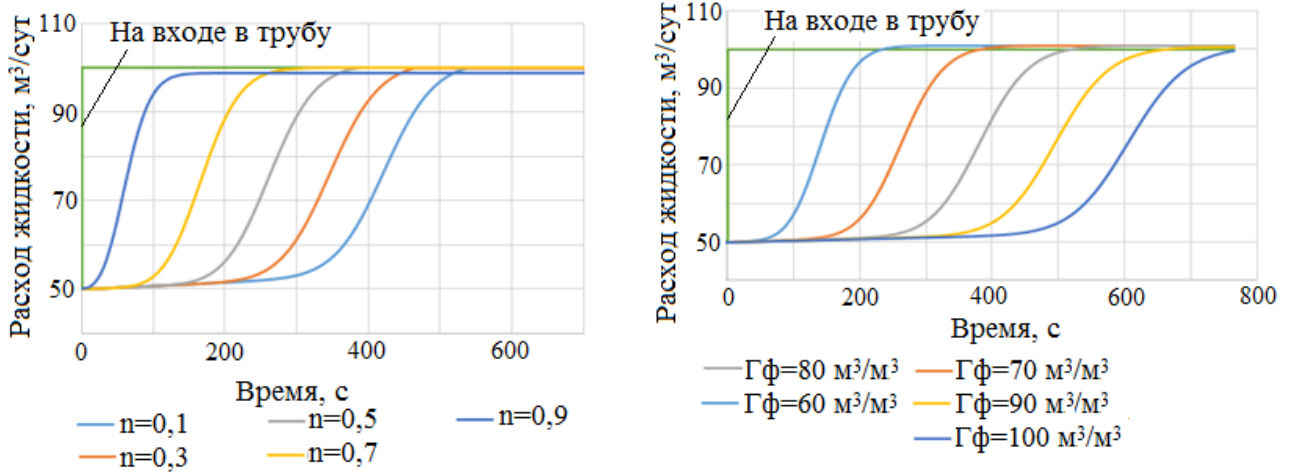 Расход жидкости, м³/сут
110
90
70
50
На входе в трубу
0
200
400
600
Время, с
n=0,1
n=0,5
n=0,9
n=0,3
n=0,7
Расход жидкости, м³/сут
110
90
70
50
На входе в трубу
0
200
400
600
800
Время, с
Гф=80 м³/м³
Гф=70 м³/м³
Гф=60 м³/м³
Гф=90 м³/м³
Гф=100 м³/м³